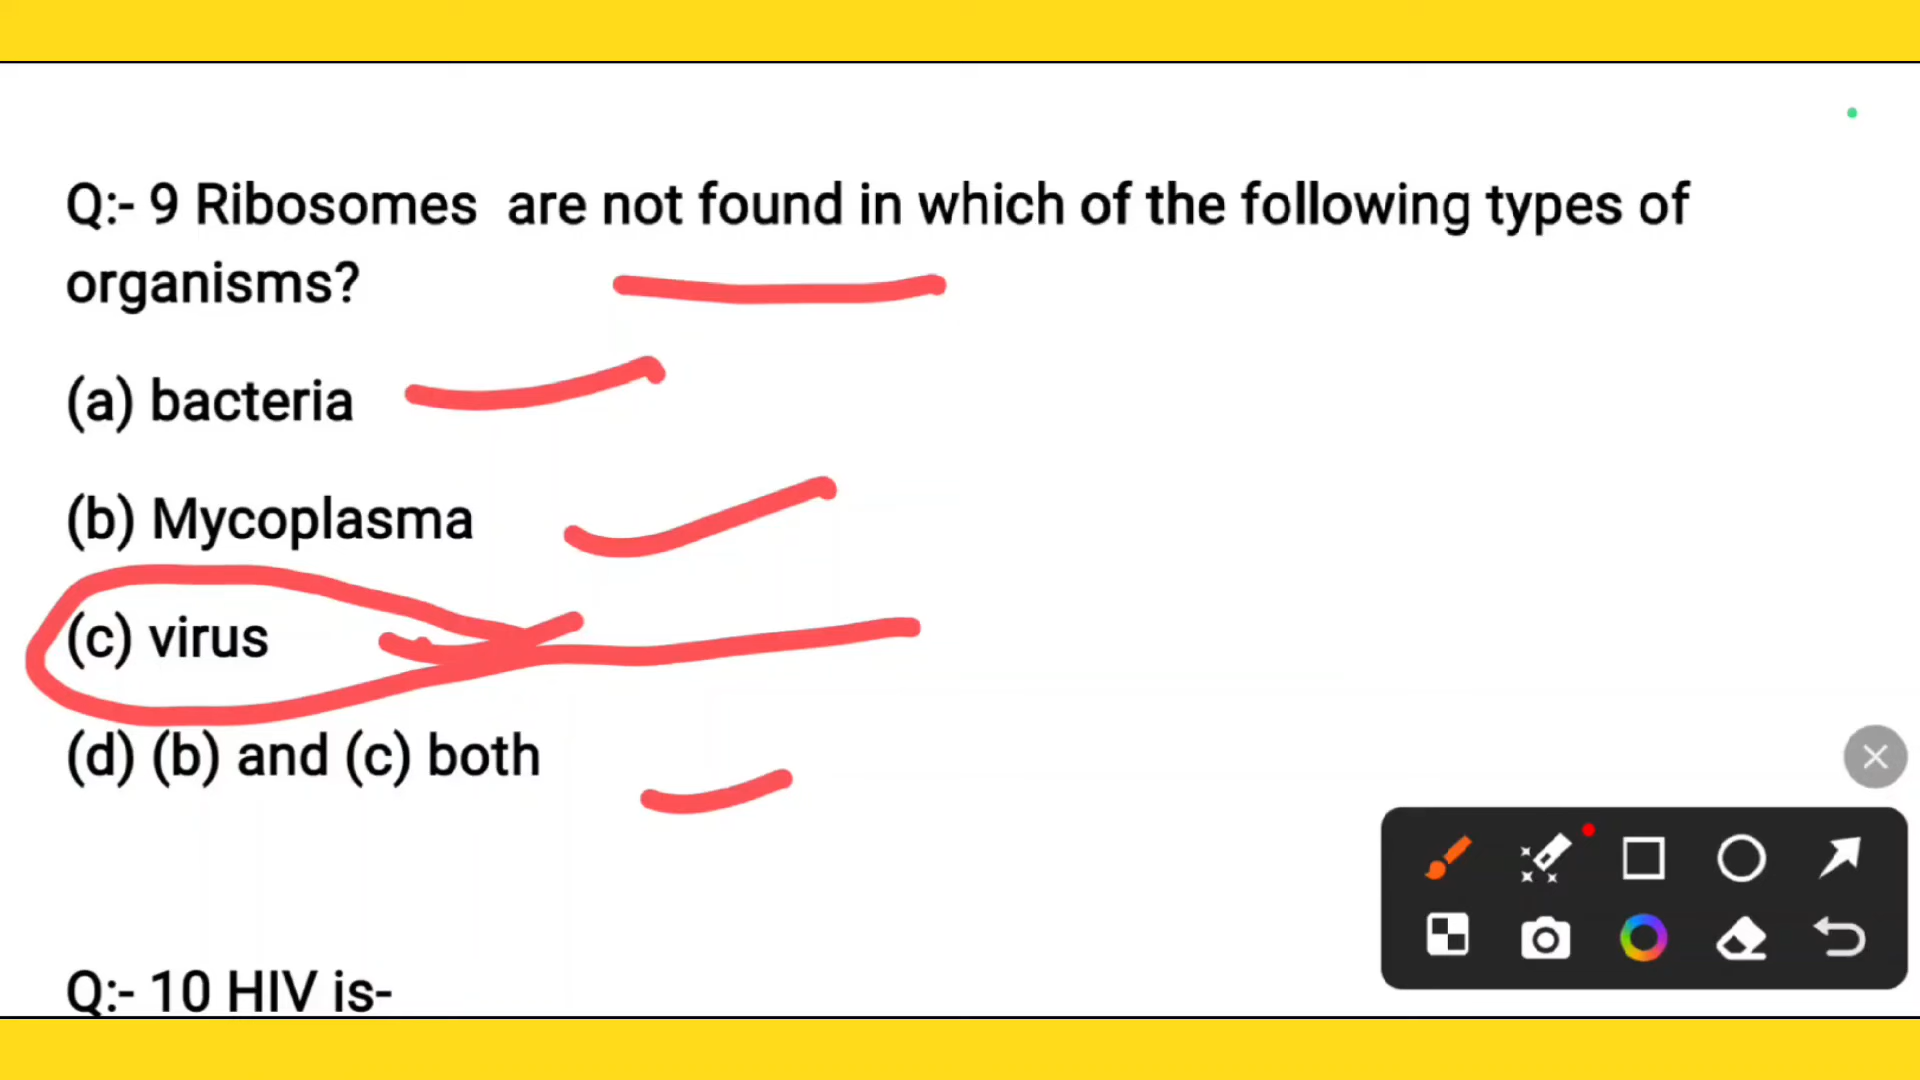 Q:- 9 Ribosomes are not found in which of the following types of
organisms?
(a) bacteria
(b) Mycoplasma
(c) virus
(d) (b) and (c) both
Q:- 10 HIV is-